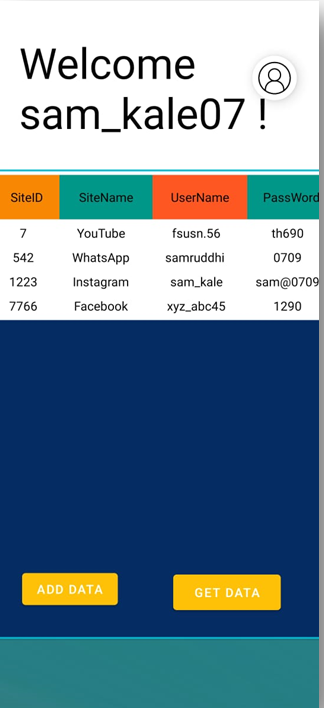 Welcome
sam_kale07 !
SiteID SiteName UserName PassWord
7 YouTube fsusn.56 th690
542 WhatsApp samruddhi 0709
1223 Instagram sam_kale sam@0709
7766 Facebook xyz_abc45 1290
ADD DATA GET DATA